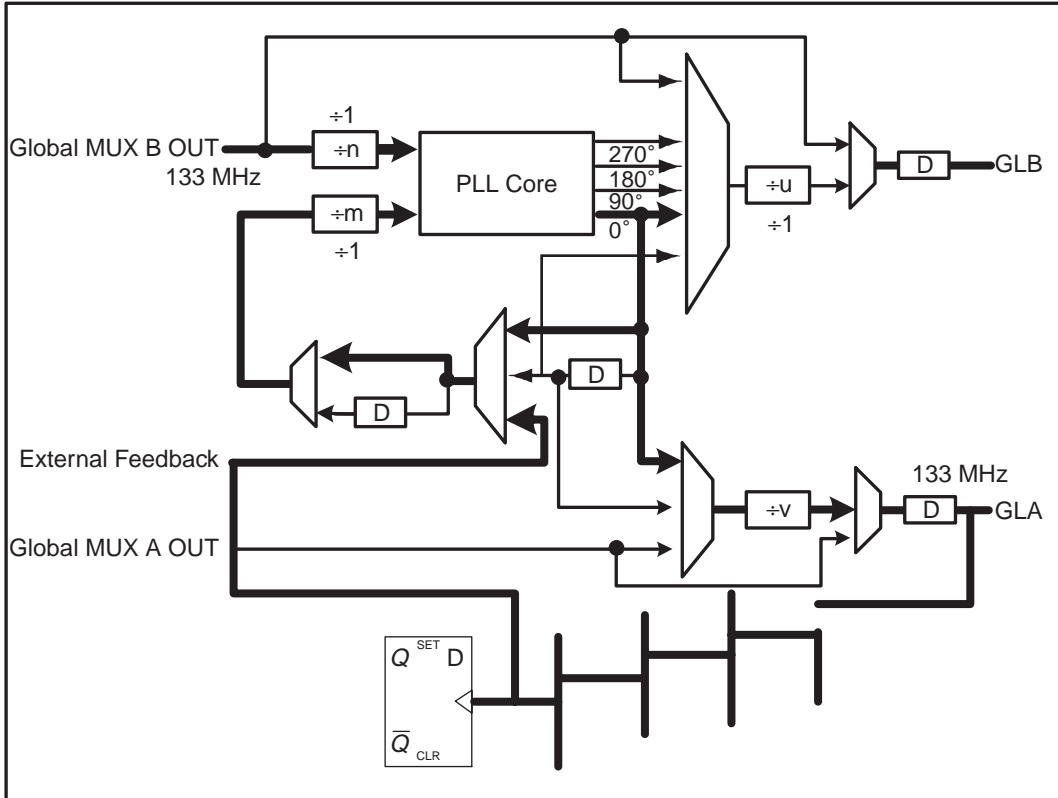 ÷1
Global MUX B OUT
÷n
133 MHz
PLL Core
270°
180°
90°
0°
÷m
÷1
÷u
÷1
D
GLB
D
D
External Feedback
133 MHz
÷v
D
GLA
Global MUX A OUT
Q SET D
Q̅ CLR